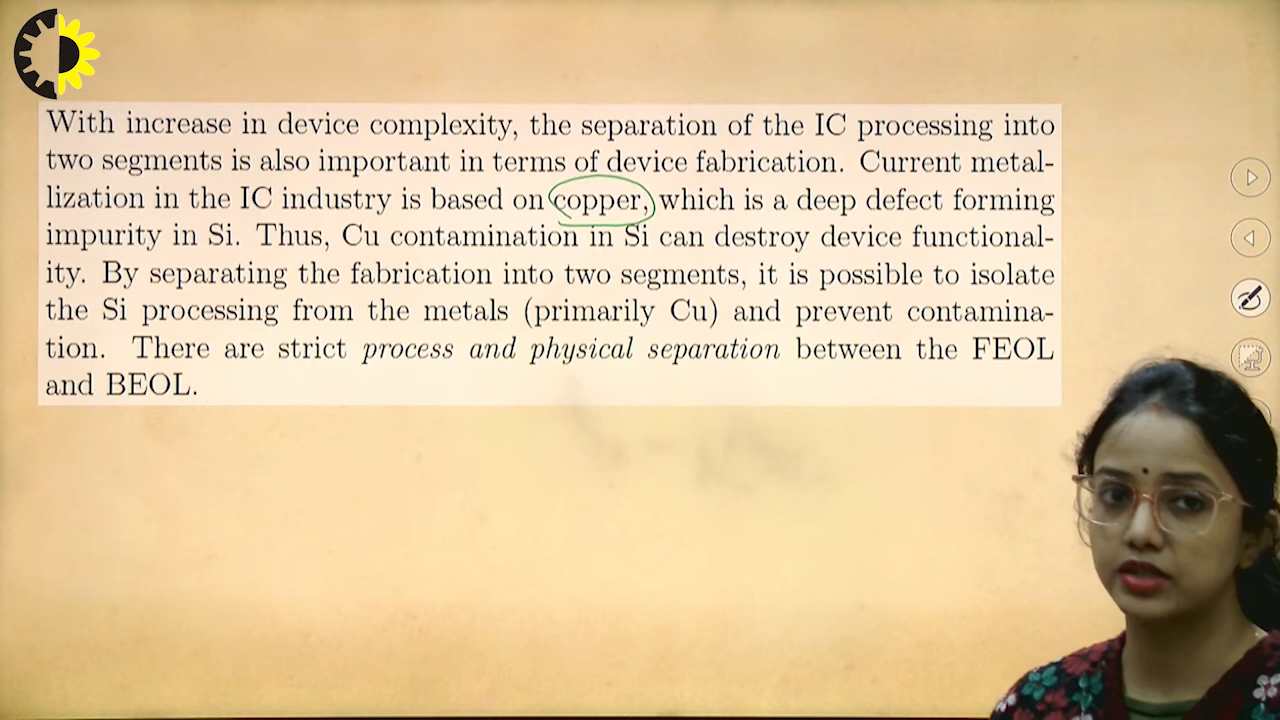 With increase in device complexity, the separation of the IC processing into
two segments is also important in terms of device fabrication. Current metal-
lization in the IC industry is based on copper, which is a deep defect forming
impurity in Si. Thus, Cu contamination in Si can destroy device functional-
ity. By separating the fabrication into two segments, it is possible to isolate
the Si processing from the metals (primarily Cu) and prevent contamina-
tion. There are strict process and physical separation between the FEOL
and BEOL.